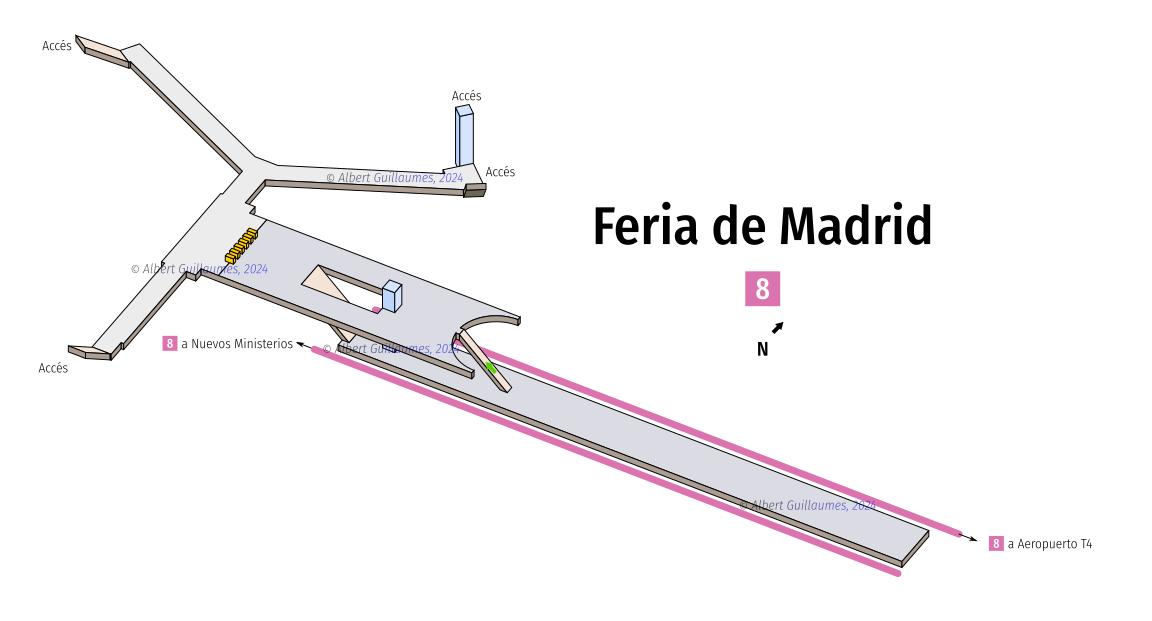 Accés
Accés
Accés
© Albert Guillaumes, 2024
Feria de Madrid
© Albert Guillaumes, 2024
8
8 a Nuevos Ministerios
© Albert Guillaumes, 2024
N
Accés
© Albert Guillaumes, 2024
8 a Aeropuerto T4